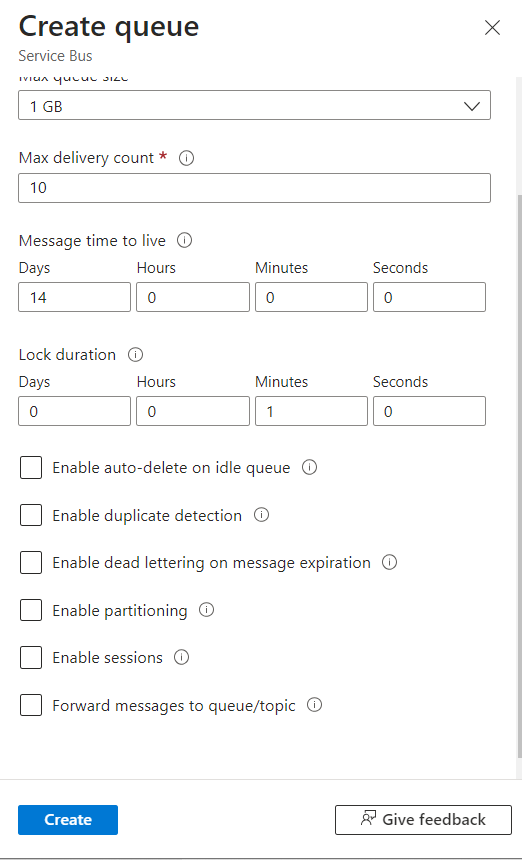 Create queue
Service Bus
Max queue size
1 GB
Max delivery count *
10
Message time to live
Days Hours Minutes Seconds
14 0 0 0
Lock duration
Days Hours Minutes Seconds
0 0 1 0
Enable auto-delete on idle queue
Enable duplicate detection
Enable dead lettering on message expiration
Enable partitioning
Enable sessions
Forward messages to queue/topic
Create Give feedback